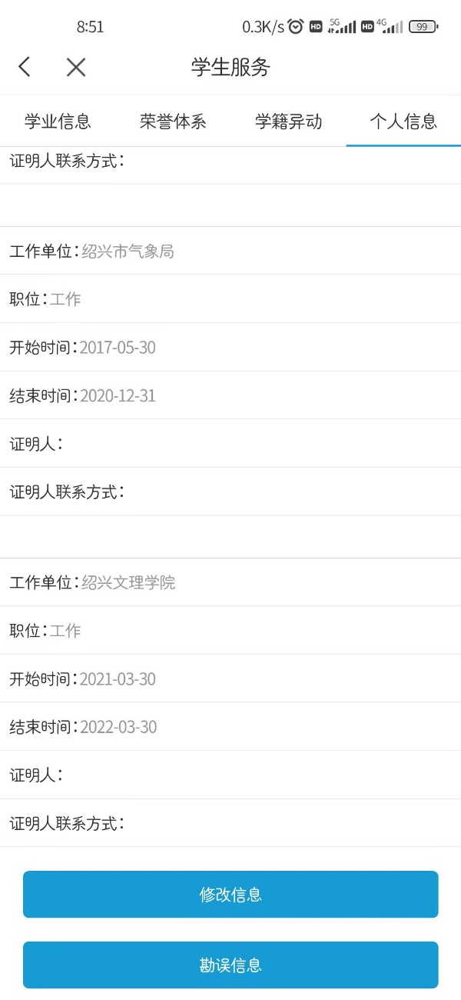 8:51 0.3K/s HD 5G HD 4G 99
学生服务
学业信息 荣誉体系 学籍异动 个人信息
证明人联系方式：
工作单位：绍兴市气象局
职位：工作
开始时间：2017-05-30
结束时间：2020-12-31
证明人：
证明人联系方式：
工作单位：绍兴文理学院
职位：工作
开始时间：2021-03-30
结束时间：2022-03-30
证明人：
证明人联系方式：
修改信息
勘误信息